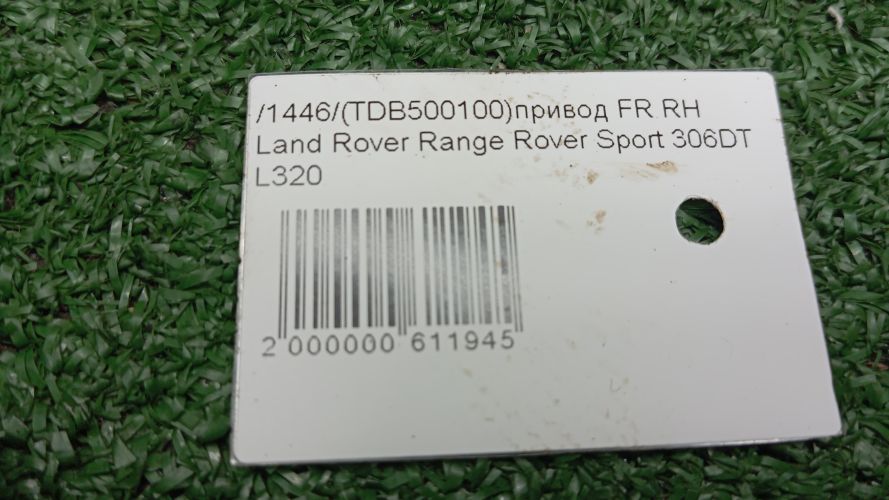 /1446/(TDB500100)привод FR RH
Land Rover Range Rover Sport 306DT
L320
2 000000 611945